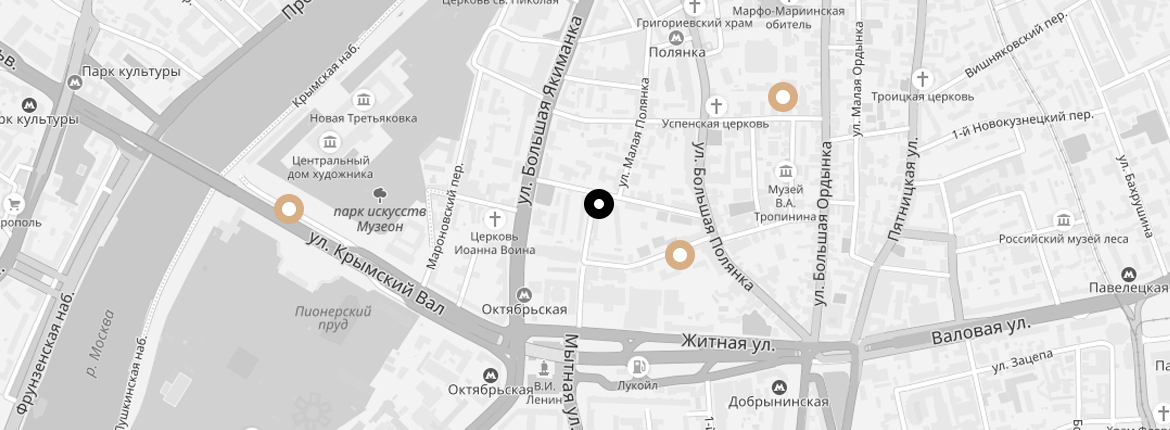 Церковь св. Николая
Крымская наб.
ул. Большая Якиманка
Григориевский храм
Марфо-Мариинская
обитель
Полянка
ул. Малая Ордынка
Вишняковский пер.
Парк культуры
Новая Третьяковка
Центральный
дом художника
ул. Малая Полянка
Успенская церковь
Троицкая церковь
1-й Новокузнецкий пер.
ул. Бахрушина
Мароновский пер.
парк искусств
Музеон
Церковь
Иоанна Воина
ул. Большая Полянка
Музей
В.А.
Тропинина
ул. Большая Ордынка
Пятницкая ул.
Российский музей леса
ул. Крымский Вал
Павелецкая
Октябрьская
Пионерский
пруд
р. Москва
Фрунзенская наб.
Пушкинская наб.
Житная ул.
Валовая ул.
ул. Зацепа
Мытная ул.
Октябрьская
В.И.
Ленин
Лукойл
Добрынинская